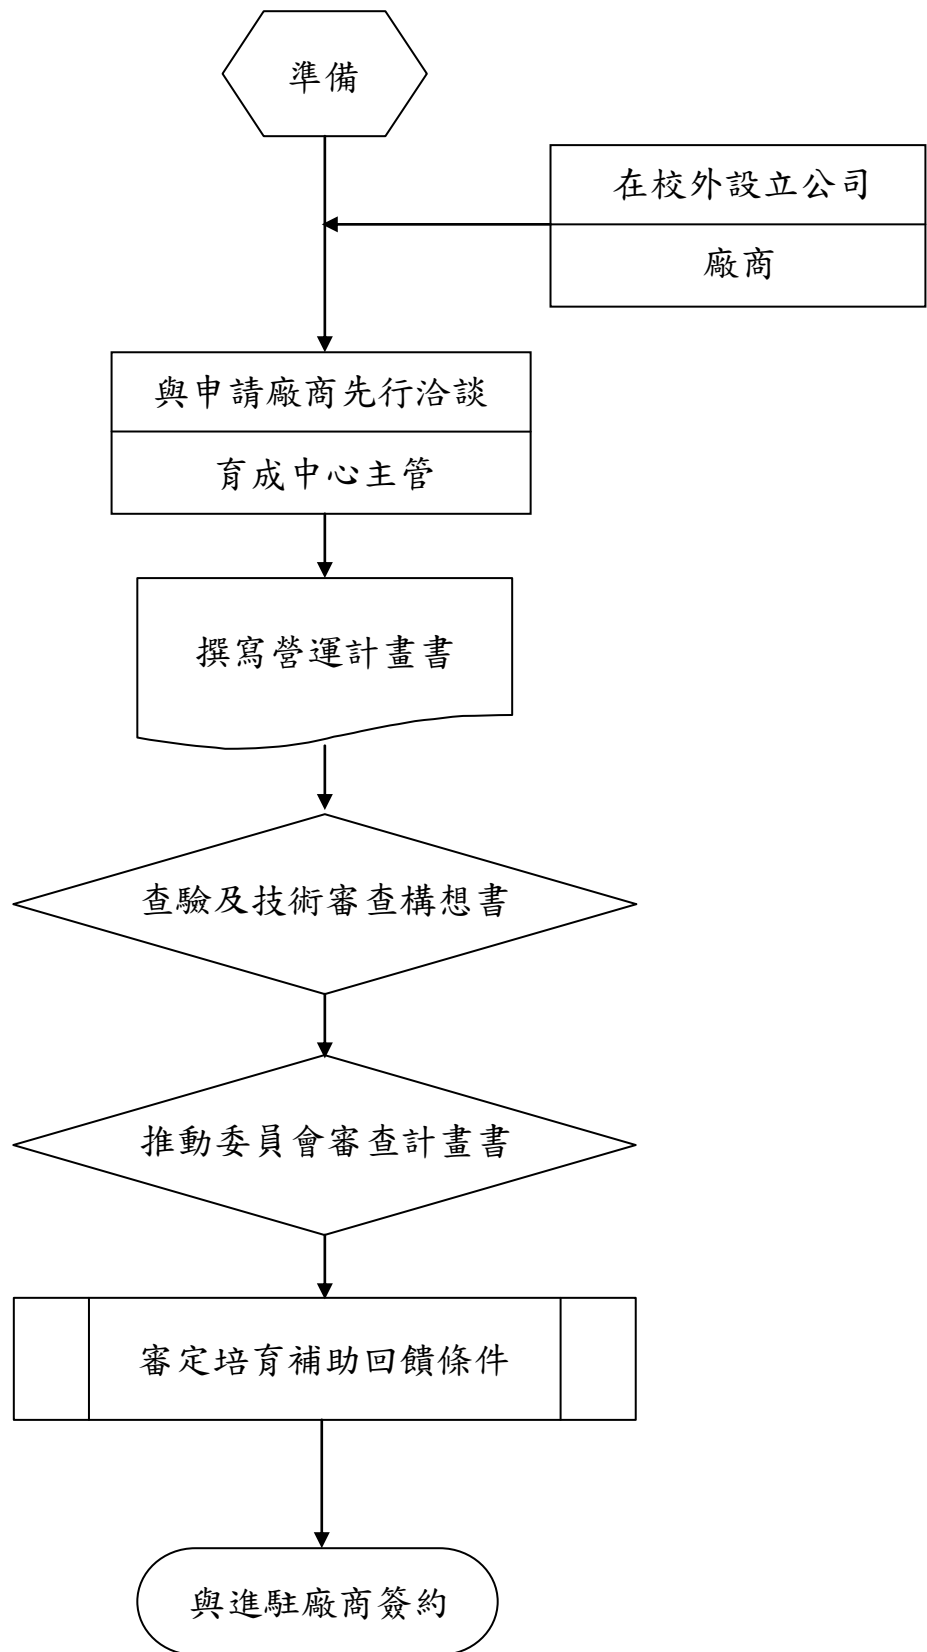 準備
在校外設立公司
廠商
與申請廠商先行洽談
育成中心主管
撰寫營運計畫書
查驗及技術審查構想書
推動委員會審查計畫書
審定培育補助回饋條件
與進駐廠商簽約